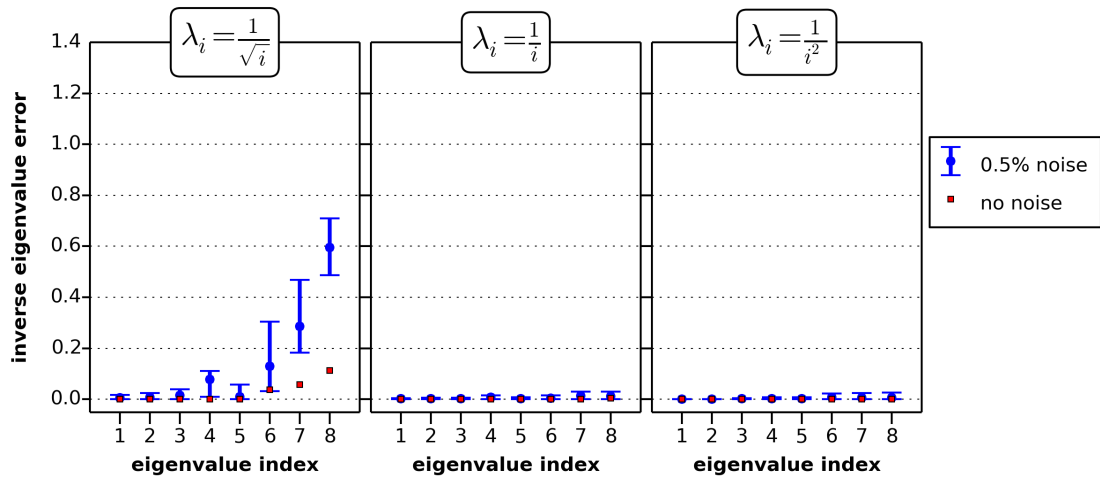 λ_i = 1/√i
λ_i = 1/i
λ_i = 1/i²
1.4
1.2
1.0
0.8
0.6
0.4
0.2
0.0
inverse eigenvalue error
1 2 3 4 5 6 7 8
1 2 3 4 5 6 7 8
1 2 3 4 5 6 7 8
eigenvalue index
eigenvalue index
eigenvalue index
0.5% noise
no noise